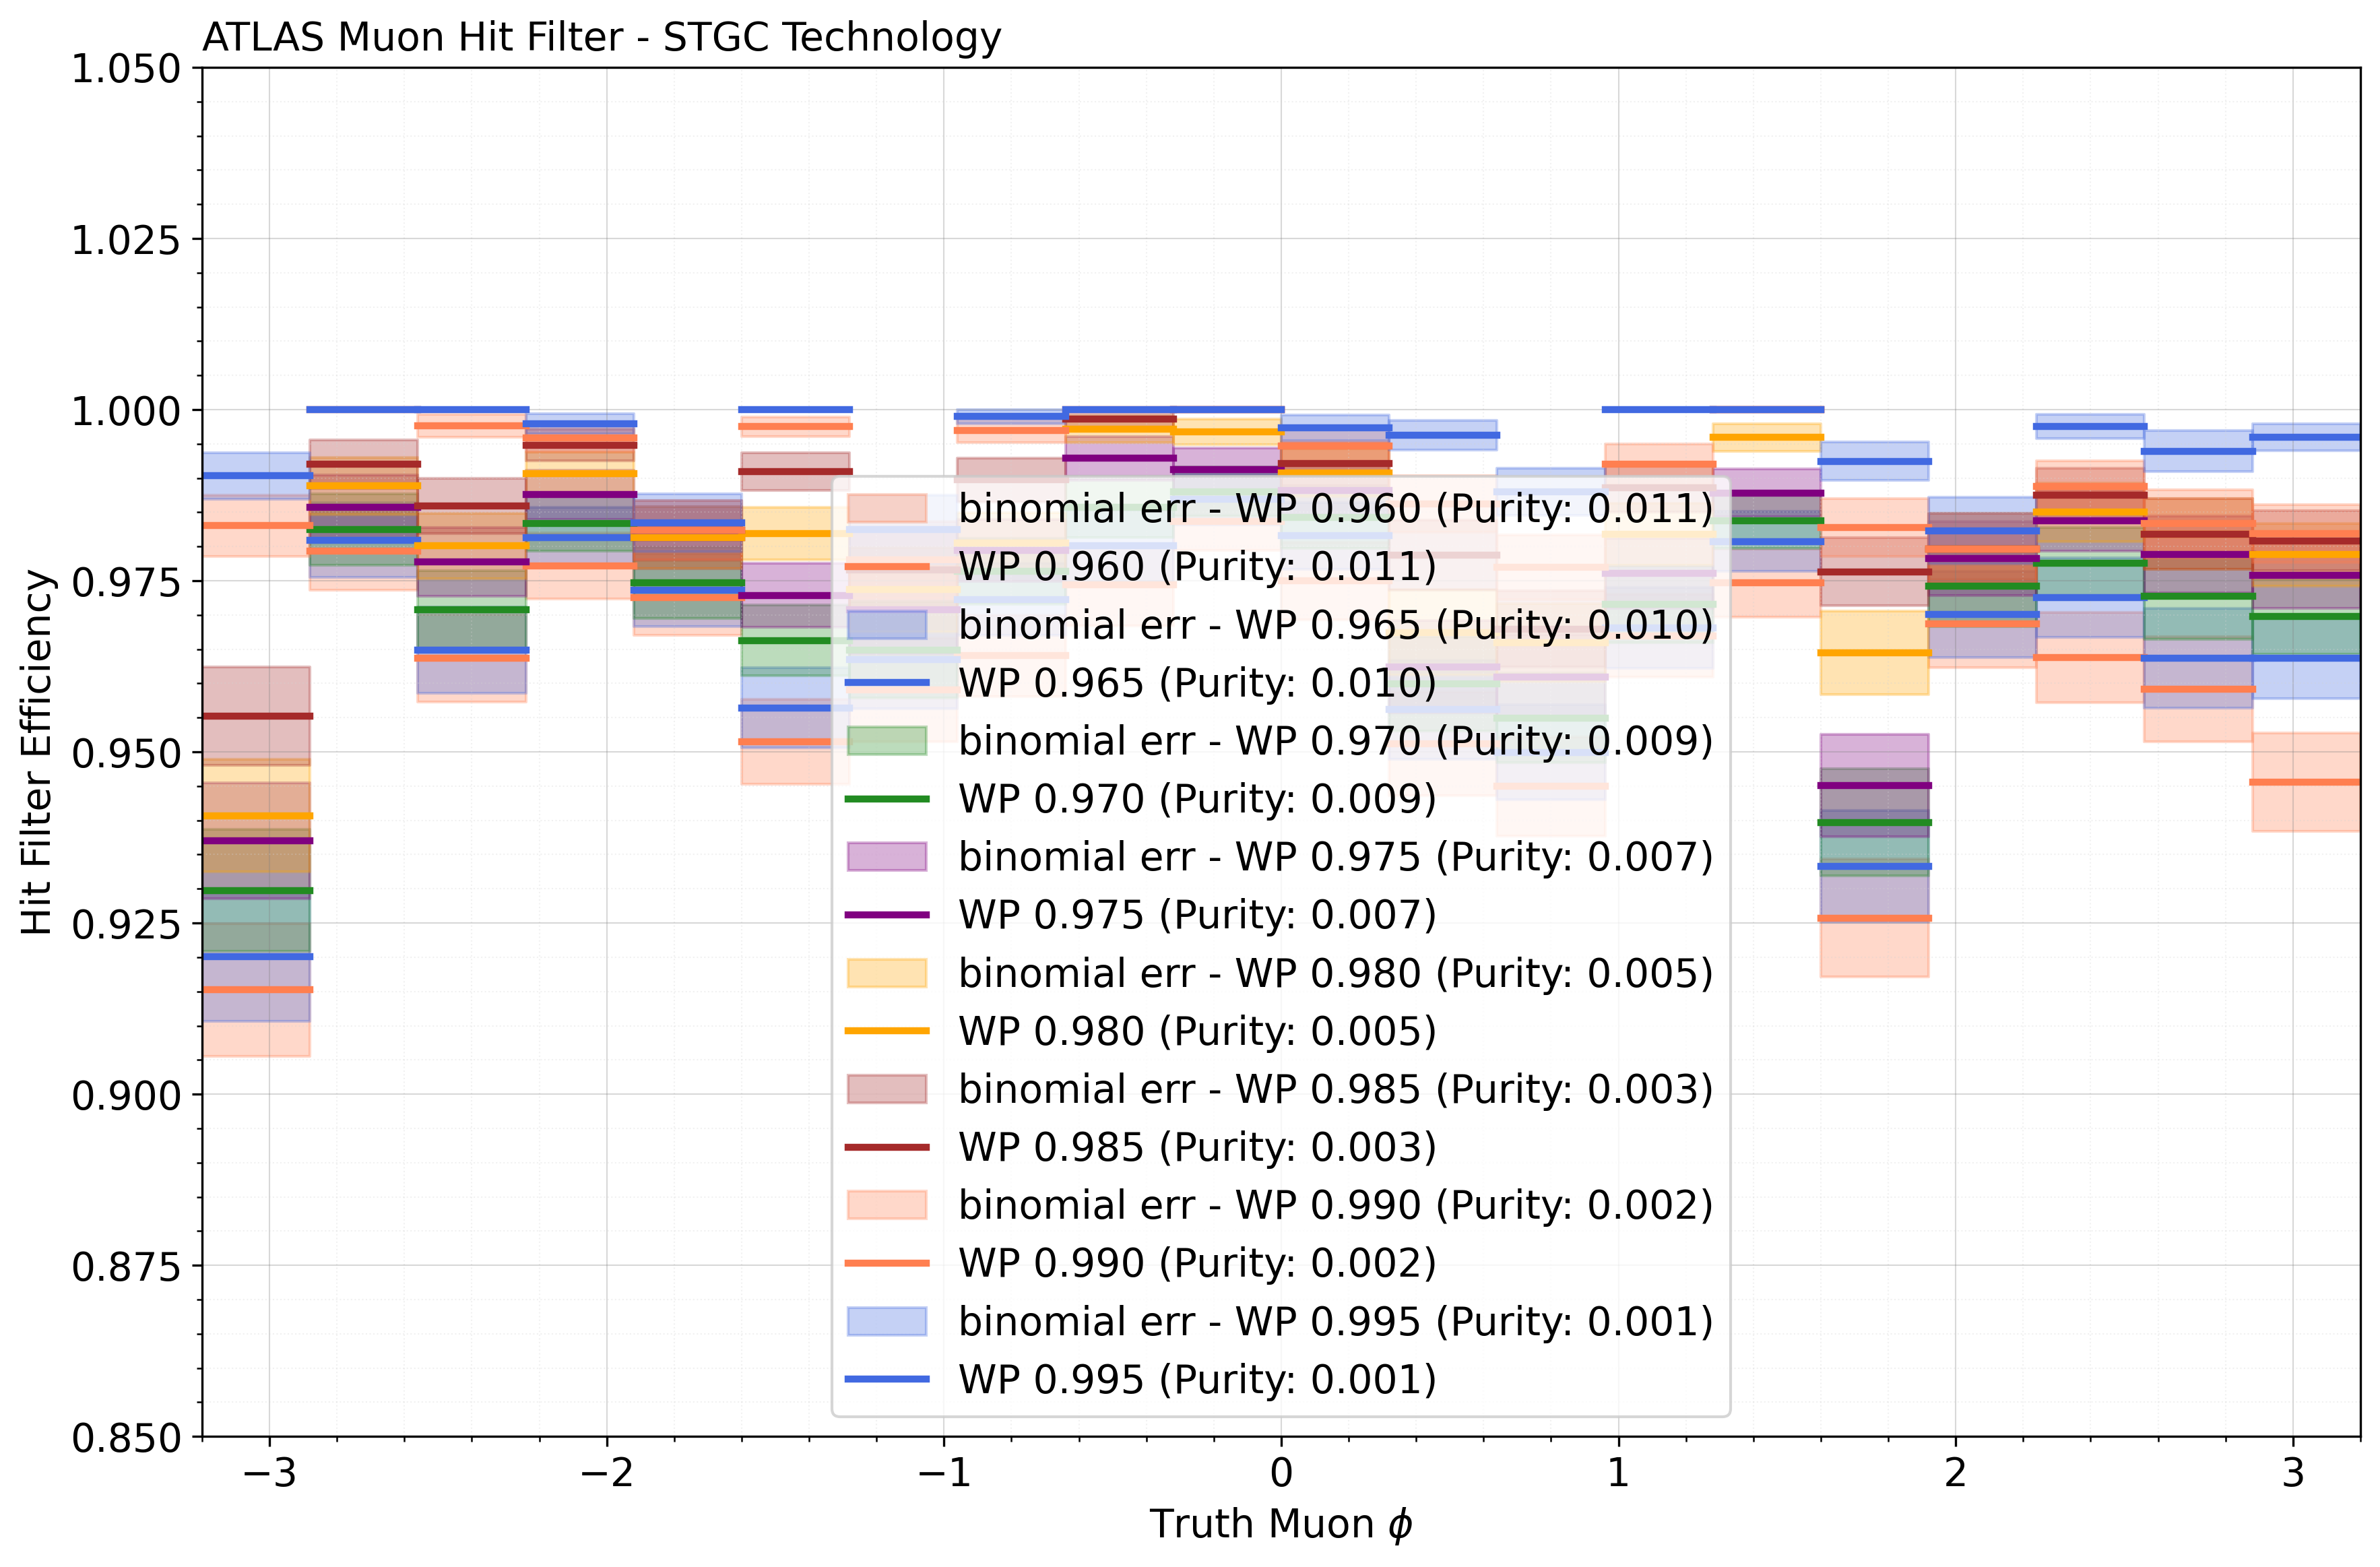 ATLAS Muon Hit Filter - STGC Technology
1.050
1.025
1.000
0.975
0.950
0.925
0.900
0.875
0.850
Hit Filter Efficiency
binomial err - WP 0.960 (Purity: 0.011)
WP 0.960 (Purity: 0.011)
binomial err - WP 0.965 (Purity: 0.010)
WP 0.965 (Purity: 0.010)
binomial err - WP 0.970 (Purity: 0.009)
WP 0.970 (Purity: 0.009)
binomial err - WP 0.975 (Purity: 0.007)
WP 0.975 (Purity: 0.007)
binomial err - WP 0.980 (Purity: 0.005)
WP 0.980 (Purity: 0.005)
binomial err - WP 0.985 (Purity: 0.003)
WP 0.985 (Purity: 0.003)
binomial err - WP 0.990 (Purity: 0.002)
WP 0.990 (Purity: 0.002)
binomial err - WP 0.995 (Purity: 0.001)
WP 0.995 (Purity: 0.001)
−3 −2 −1 0 1 2 3
Truth Muon ϕ